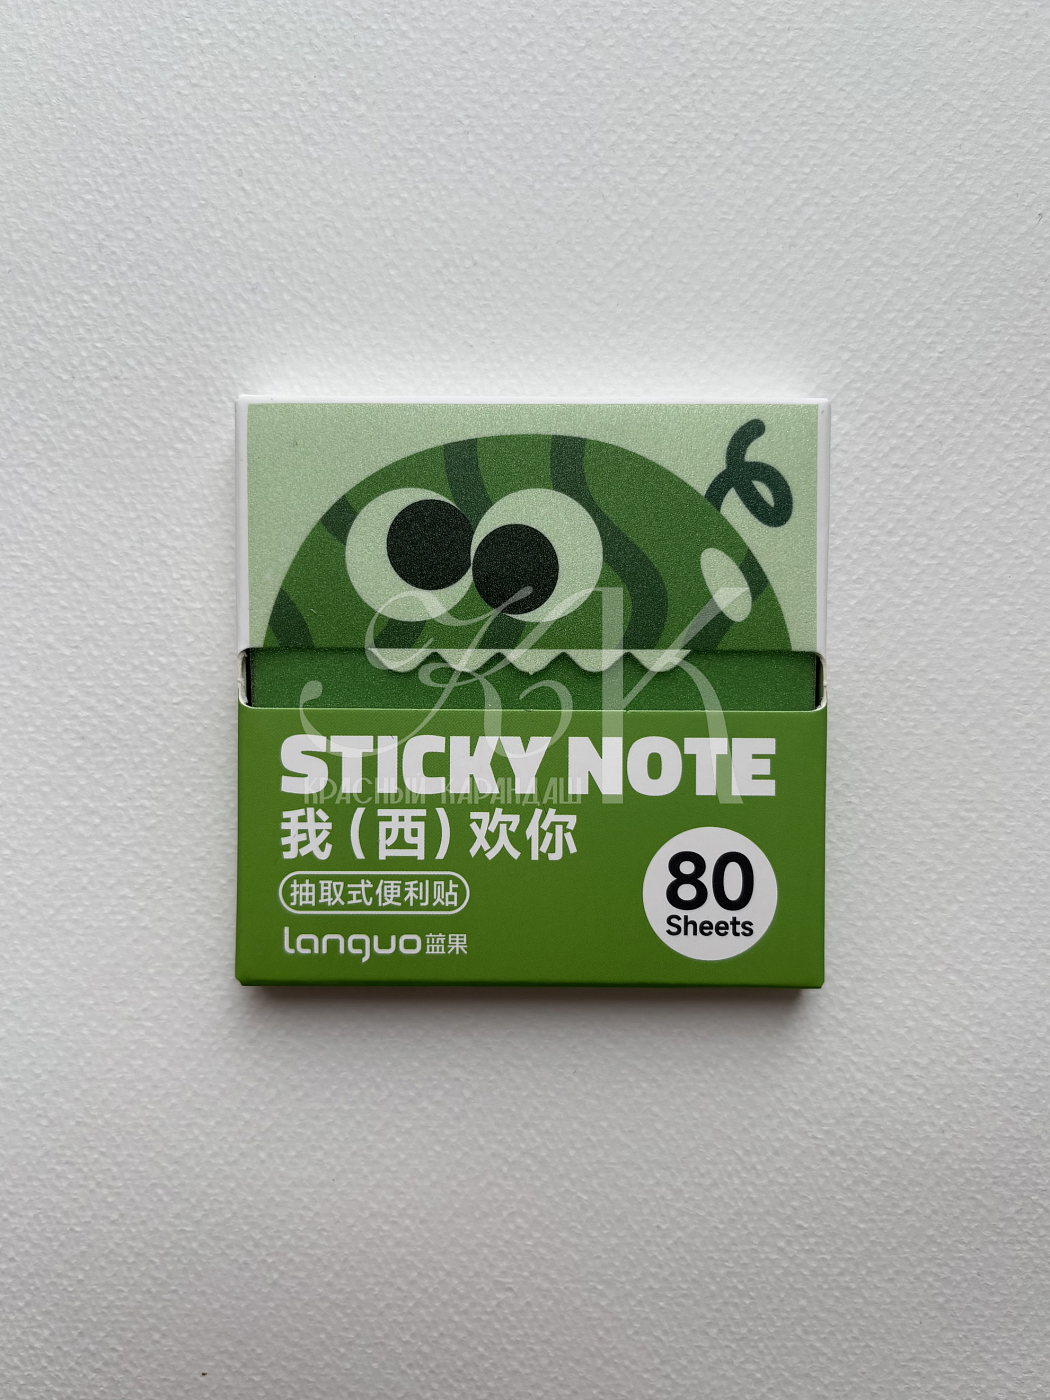 STICKY NOTE
КРАСНЫЙ КАРАНДАШ
我(西)欢你
抽取式便利贴
languo蓝果
80
Sheets
KK